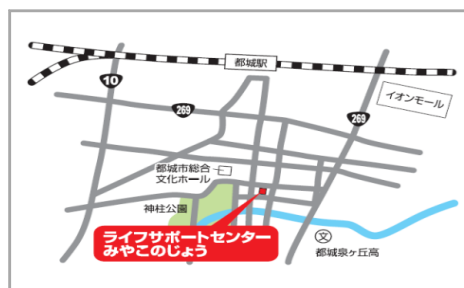 都城駅
10
イオンモール
269
269
都城市総合
文化ホール
神柱公園
ライフサポートセンター
みやこのじょう
文
都城泉ヶ丘高